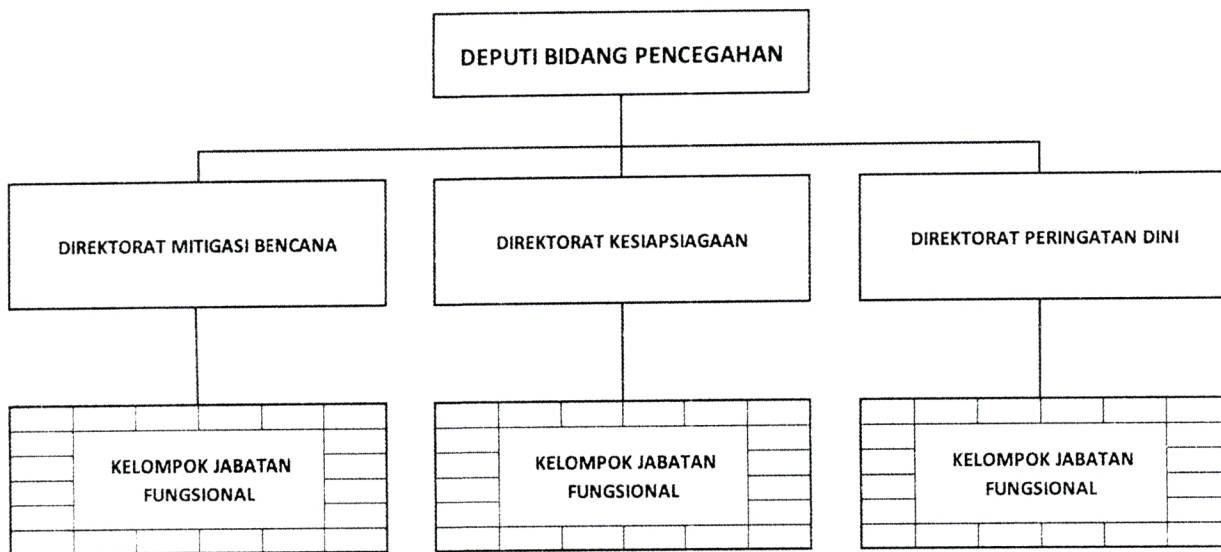 DEPUTI BIDANG PENCEGAHAN
DIREKTORAT MITIGASI BENCANA
DIREKTORAT KESIAPSIAGAAN
DIREKTORAT PERINGATAN DINI
KELOMPOK JABATAN
FUNGSIONAL
KELOMPOK JABATAN
FUNGSIONAL
KELOMPOK JABATAN
FUNGSIONAL